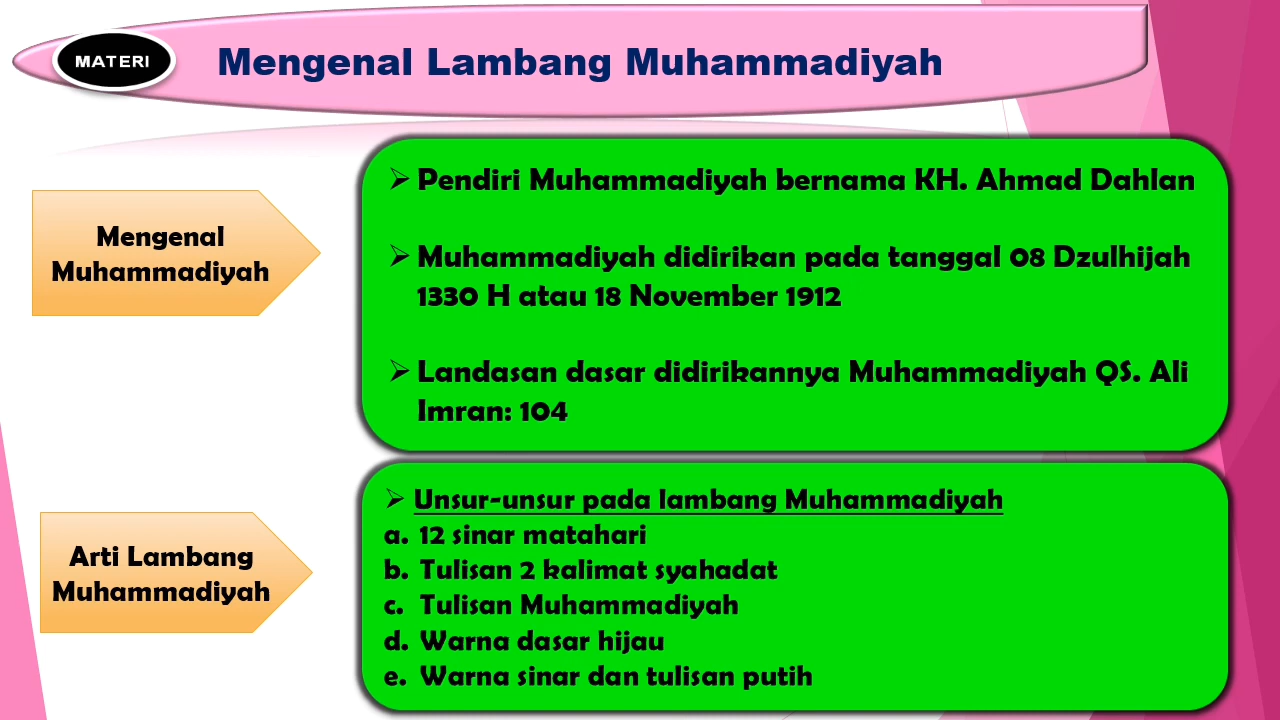 MATERI
Mengenal Lambang Muhammadiyah
Mengenal
Muhammadiyah
➢ Pendiri Muhammadiyah bernama KH. Ahmad Dahlan
➢ Muhammadiyah didirikan pada tanggal 08 Dzulhijah
1330 H atau 18 November 1912
➢ Landasan dasar didirikannya Muhammadiyah QS. Ali
Imran: 104
Arti Lambang
Muhammadiyah
➢ Unsur-unsur pada lambang Muhammadiyah
a. 12 sinar matahari
b. Tulisan 2 kalimat syahadat
c. Tulisan Muhammadiyah
d. Warna dasar hijau
e. Warna sinar dan tulisan putih